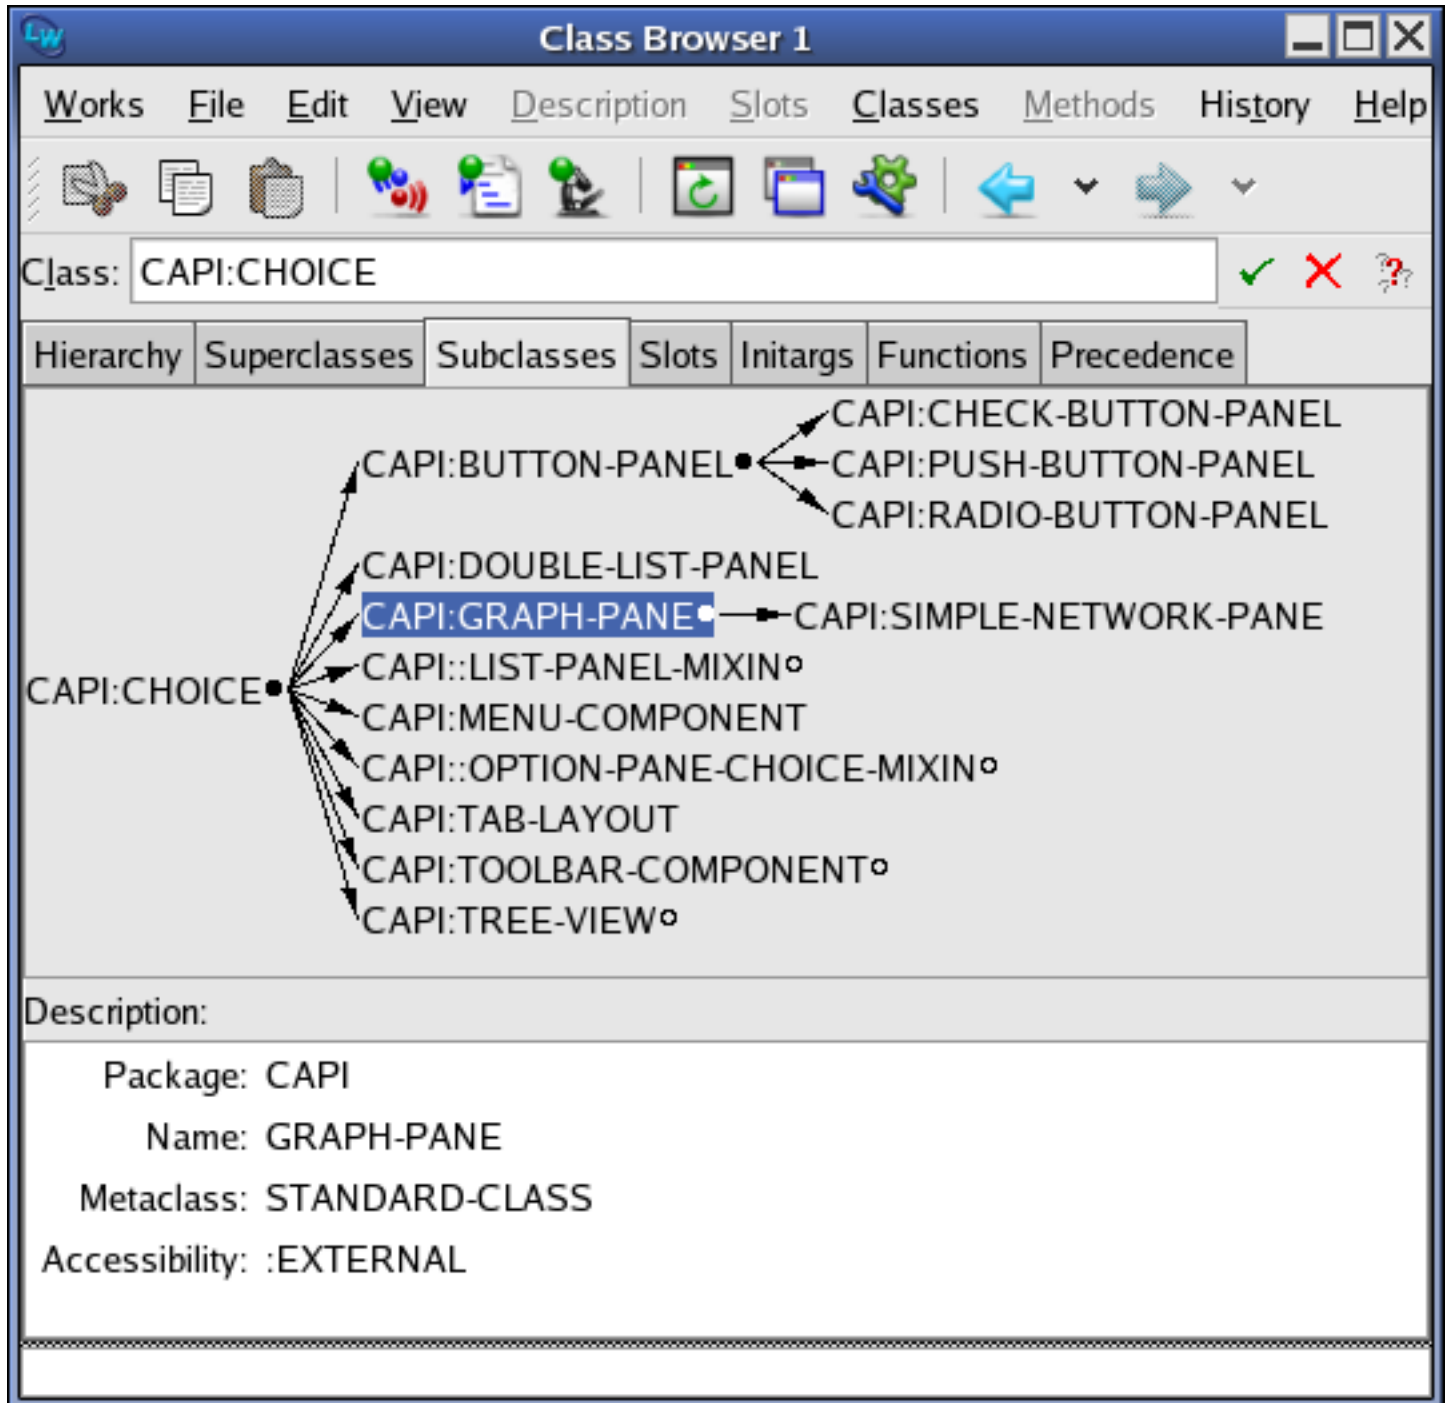 LW Class Browser 1
Works File Edit View Description Slots Classes Methods History Help
Class: CAPI:CHOICE
Hierarchy Superclasses Subclasses Slots Initargs Functions Precedence
CAPI:CHECK-BUTTON-PANEL
CAPI:BUTTON-PANEL CAPI:PUSH-BUTTON-PANEL
CAPI:RADIO-BUTTON-PANEL
CAPI:DOUBLE-LIST-PANEL
CAPI:GRAPH-PANE CAPI:SIMPLE-NETWORK-PANE
CAPI::LIST-PANEL-MIXIN
CAPI:CHOICE
CAPI:MENU-COMPONENT
CAPI::OPTION-PANE-CHOICE-MIXIN
CAPI:TAB-LAYOUT
CAPI:TOOLBAR-COMPONENT
CAPI:TREE-VIEW
Description:
Package: CAPI
Name: GRAPH-PANE
Metaclass: STANDARD-CLASS
Accessibility: :EXTERNAL